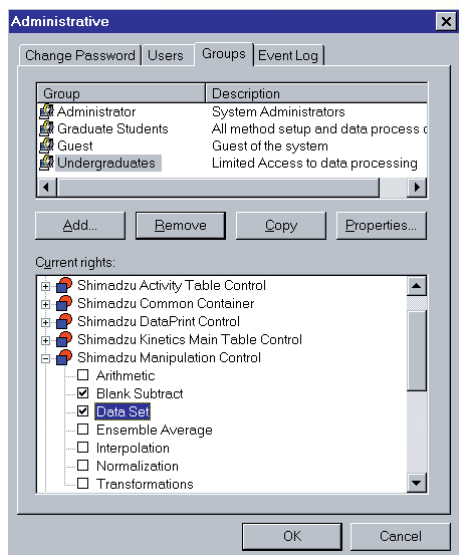 Administrative
Change Password Users Groups Event Log
Group Description
Administrator System Administrators
Graduate Students All method setup and data process
Guest Guest of the system
Undergraduates Limited Access to data processing
Add... Remove Copy Properties...
Current rights:
Shimadzu Activity Table Control
Shimadzu Common Container
Shimadzu DataPrint Control
Shimadzu Kinetics Main Table Control
Shimadzu Manipulation Control
Arithmetic
Blank Subtract
Data Set
Ensemble Average
Interpolation
Normalization
Transformations
OK Cancel